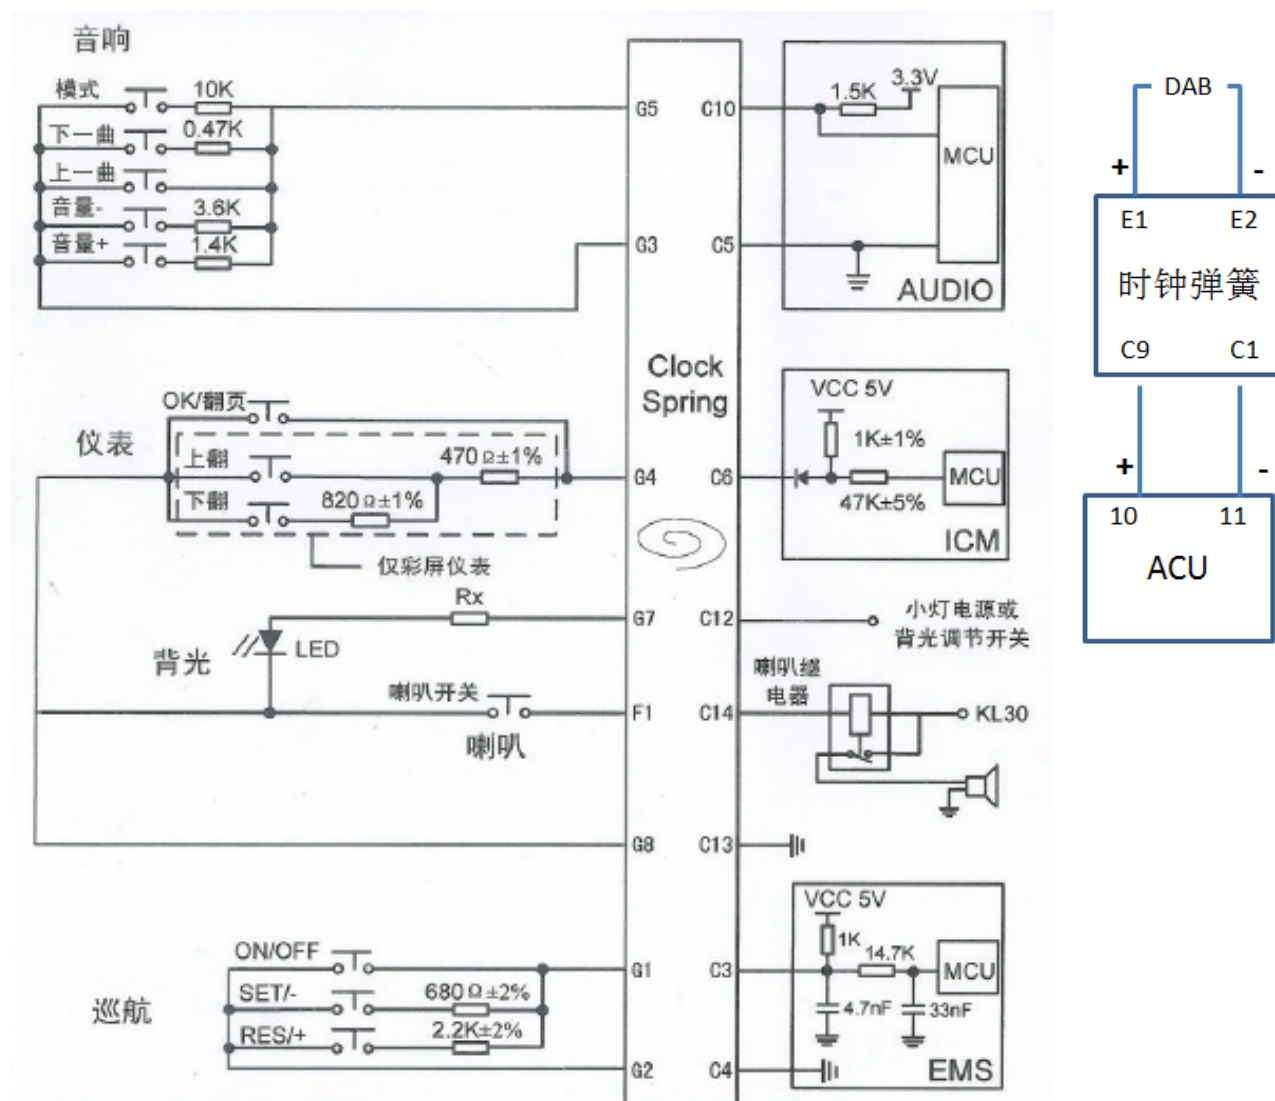 音响
模式
10K
下一曲
0.47K
上一曲
音量-
3.6K
音量+
1.4K
G5
C10
G3
C5
1.5K
3.3V
MCU
AUDIO
Clock
Spring
仪表
OK/翻页
上翻
470Ω±1%
下翻
820Ω±1%
仅彩屏仪表
G4
C6
VCC 5V
1K±1%
47K±5%
MCU
ICM
背光
Rx
LED
G7
C12
小灯电源或
背光调节开关
喇叭开关
喇叭
F1
C14
喇叭继
电器
KL30
G8
C13
巡航
ON/OFF
SET/-
680Ω±2%
RES/+
2.2K±2%
G1
C3
G2
C4
VCC 5V
1K
14.7K
MCU
4.7nF
33nF
EMS
DAB
+
-
E1
E2
时钟弹簧
C9
C1
+
-
10
11
ACU